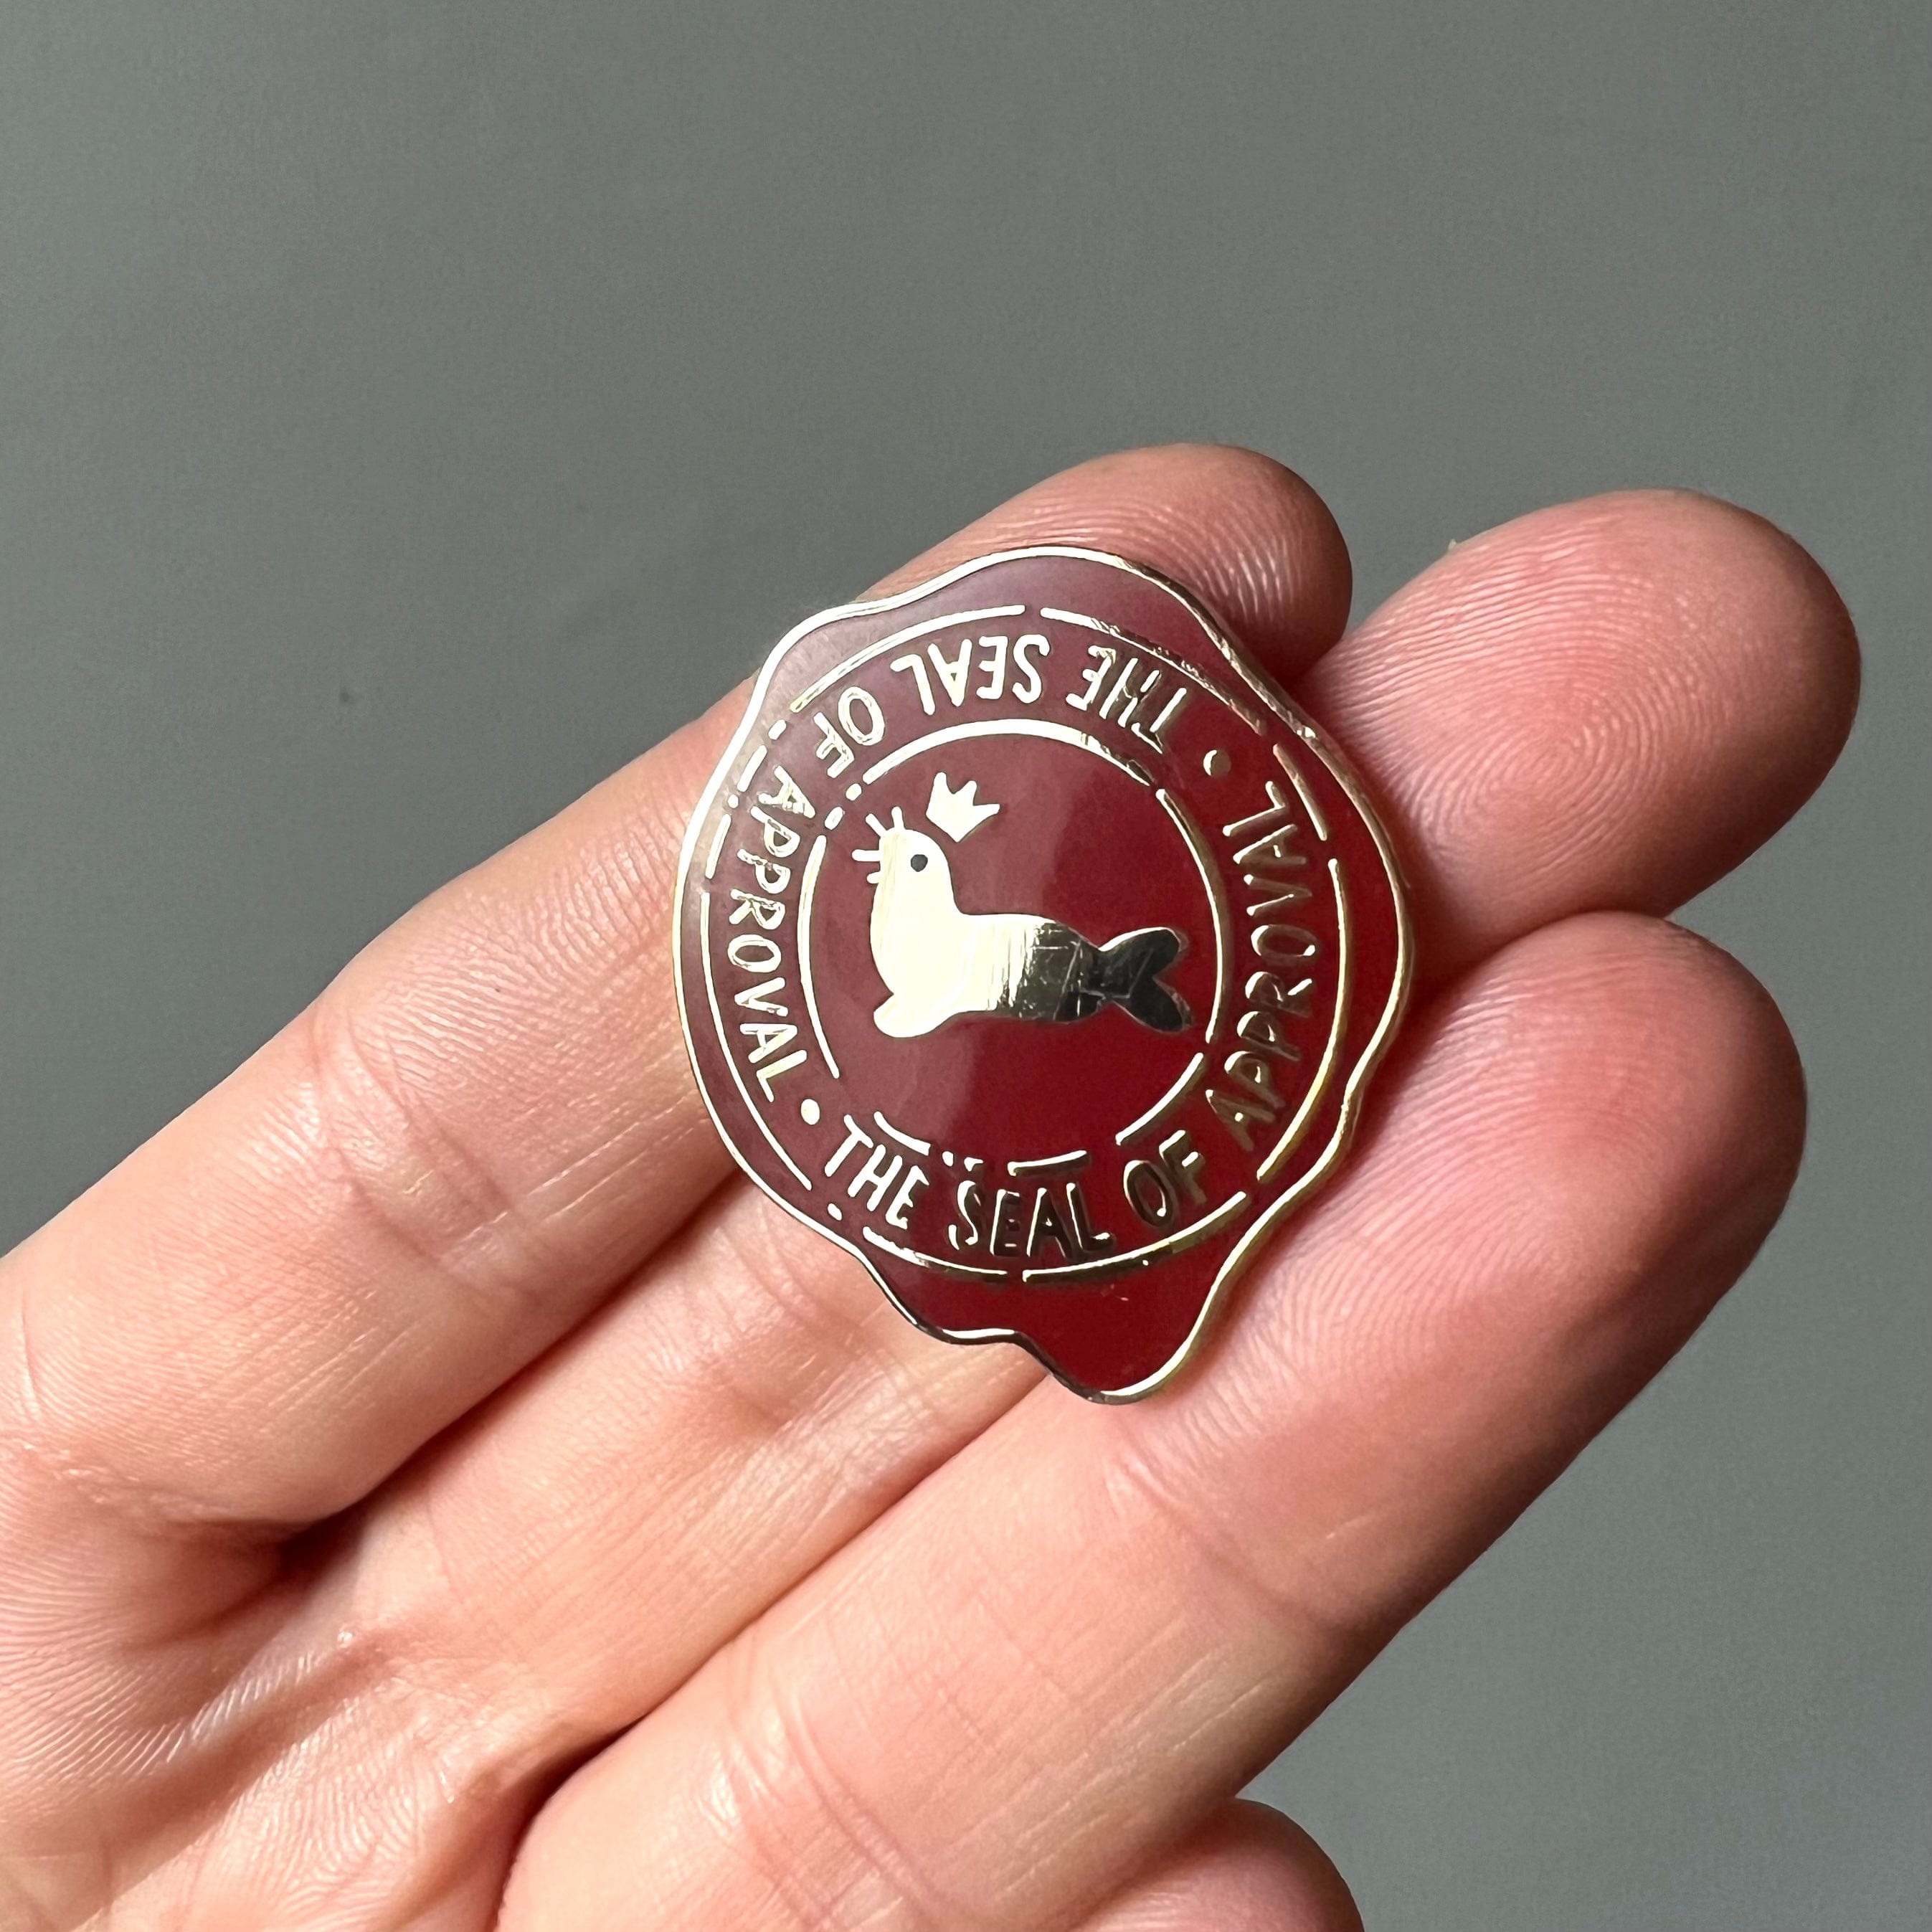 THE SEAL OF APPROVAL • THE SEAL OF APPROVAL •